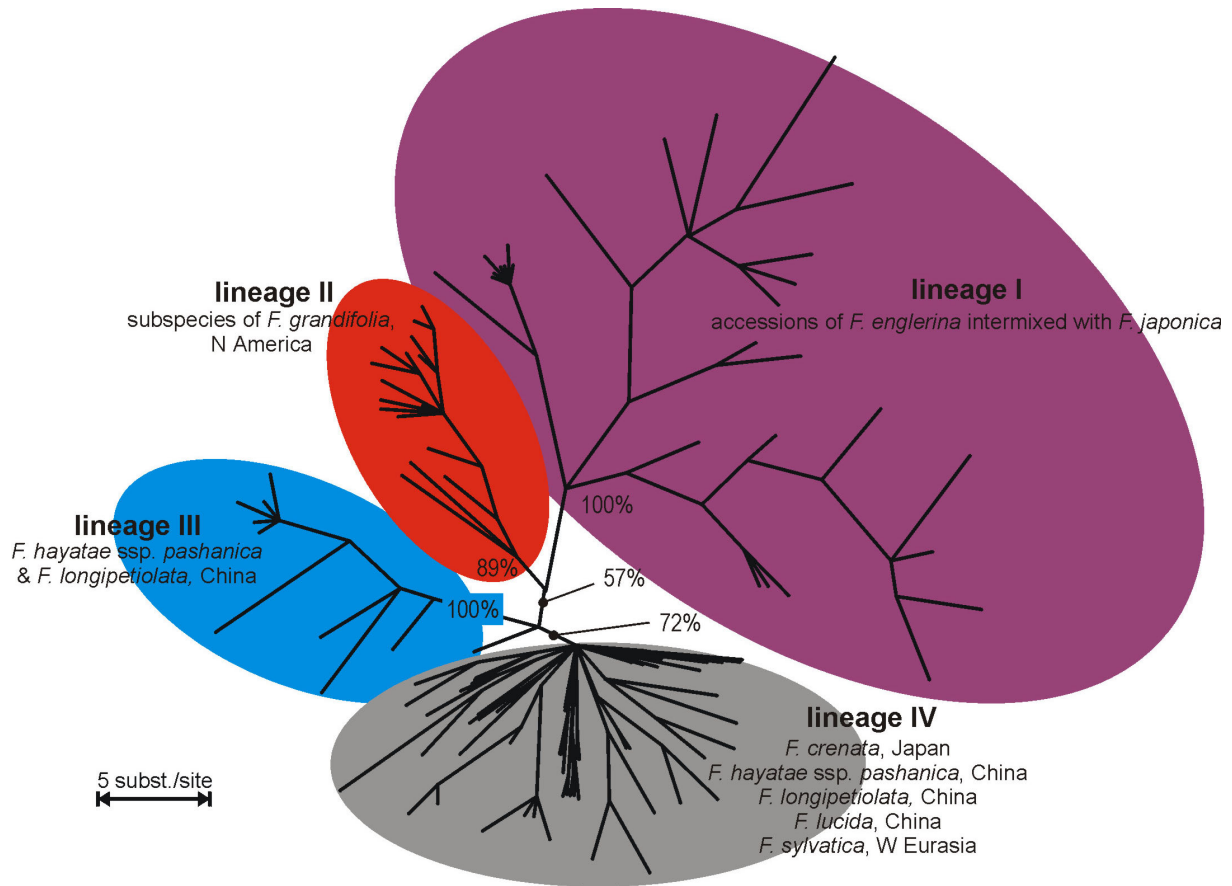 lineage II
subspecies of F. grandifolia,
N America
lineage I
accessions of F. englerina intermixed with F. japonica
lineage III
F. hayatae ssp. pashanica
& F. longipetiolata, China
100%
89%
57%
100%
72%
lineage IV
F. crenata, Japan
F. hayatae ssp. pashanica, China
F. longipetiolata, China
F. lucida, China
F. sylvatica, W Eurasia
5 subst./site